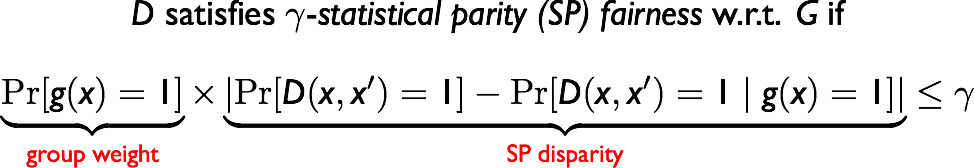 D satisfies γ-statistical parity (SP) fairness w.r.t. G if
Pr[g(x) = 1] × |Pr[D(x, x′) = 1] − Pr[D(x, x′) = 1 | g(x) = 1]| ≤ γ
group weight SP disparity